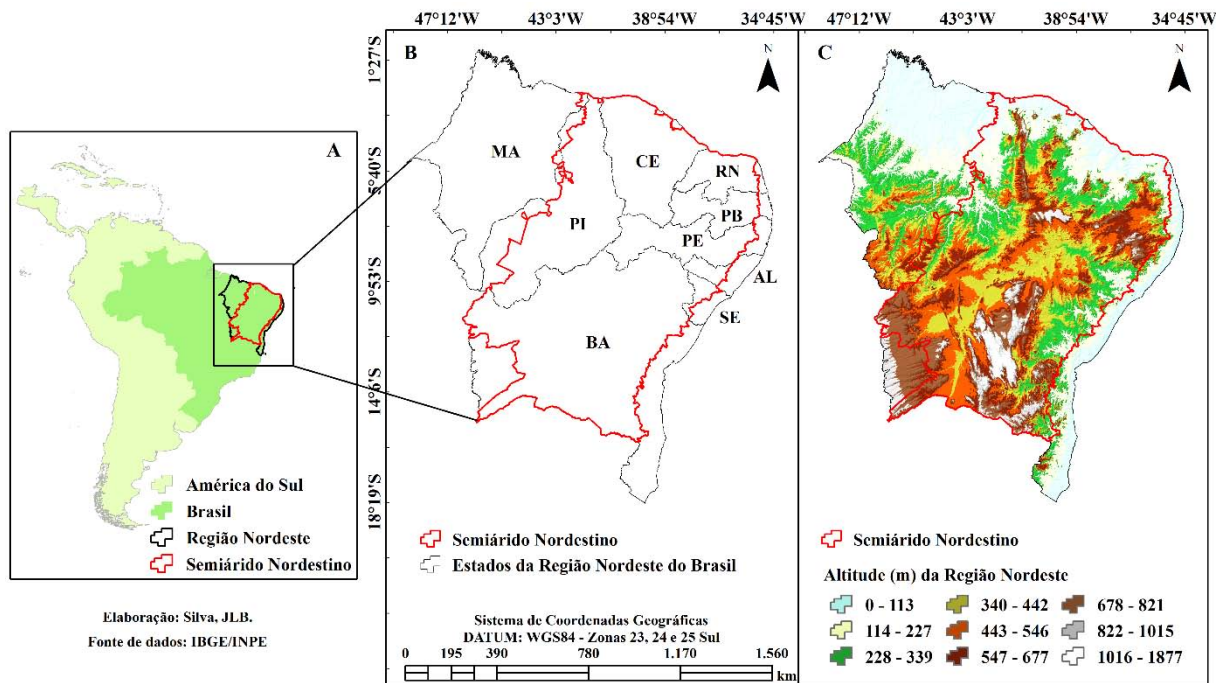 47°12'W 43°3'W 38°54'W 34°45'W
47°12'W 43°3'W 38°54'W 34°45'W
1°27'S
5°40'S
9°53'S
14°6'S
18°19'S
A
América do Sul
Brasil
Região Nordeste
Semiárido Nordestino
Elaboração: Silva, JLB.
Fonte de dados: IBGE/INPE
B
N
MA
CE
RN
PI
PB
PE
AL
SE
BA
Semiárido Nordestino
Estados da Região Nordeste do Brasil
Sistema de Coordenadas Geográficas
DATUM: WGS84 - Zonas 23, 24 e 25 Sul
0 195 390 780 1.170 1.560
km
C
N
Semiárido Nordestino
Altitude (m) da Região Nordeste
0 - 113 340 - 442 678 - 821
114 - 227 443 - 546 822 - 1015
228 - 339 547 - 677 1016 - 1877